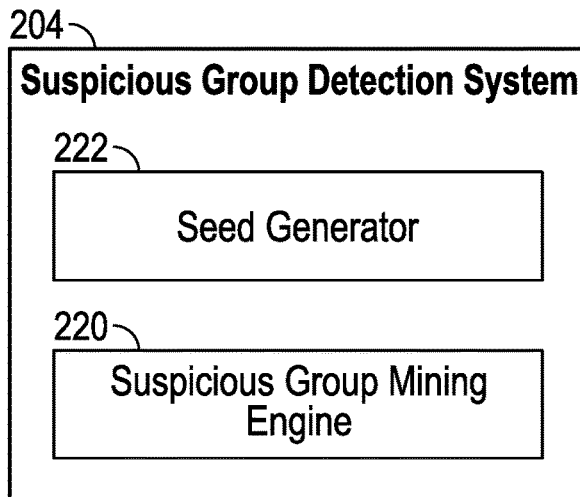 204
Suspicious Group Detection System
222
Seed Generator
220
Suspicious Group Mining
Engine